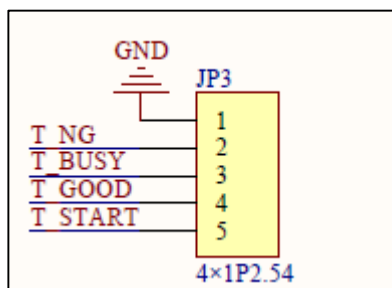 GND
JP3
1
T_NG 2
T_BUSY 3
T_GOOD 4
T_START 5
4×1P2.54